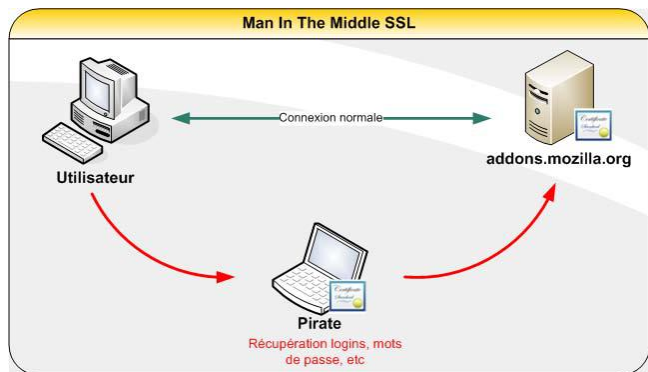 Man In The Middle SSL
Connexion normale
addons.mozilla.org
Utilisateur
Pirate
Récupération logins, mots
de passe, etc